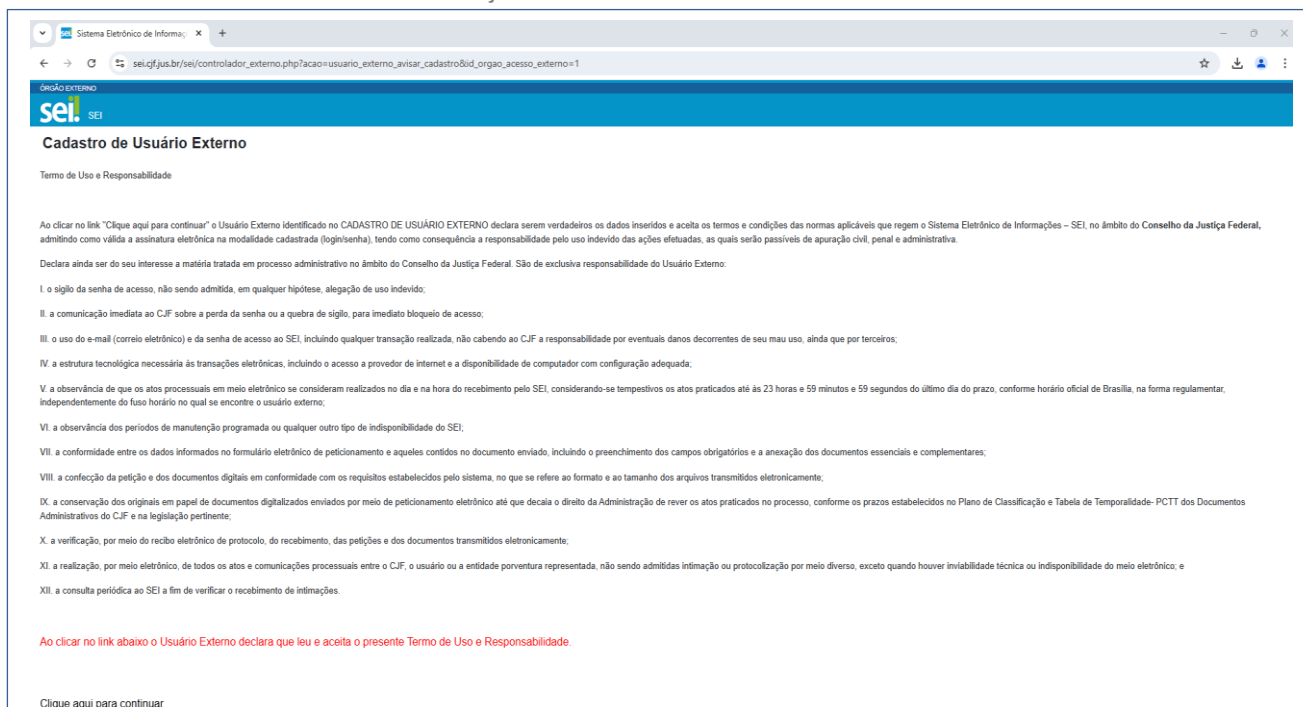 Sistema Eletrônico de Informaç
sei.cjf.jus.br/sei/controlador_externo.php?acao=usuario_externo_avisar_cadastro&id_orgao_acesso_externo=1
ÓRGÃO EXTERNO
sei! SEI
Cadastro de Usuário Externo
Termo de Uso e Responsabilidade
Ao clicar no link "Clique aqui para continuar" o Usuário Externo identificado no CADASTRO DE USUÁRIO EXTERNO declara serem verdadeiros os dados inseridos e aceita os termos e condições das normas aplicáveis que regem o Sistema Eletrônico de Informações – SEI, no âmbito do Conselho da Justiça Federal,
admitindo como válida a assinatura eletrônica na modalidade cadastrada (login/senha), tendo como consequência a responsabilidade pelo uso indevido das ações efetuadas, as quais serão passíveis de apuração civil, penal e administrativa.
Declara ainda ser do seu interesse a matéria tratada em processo administrativo no âmbito do Conselho da Justiça Federal. São de exclusiva responsabilidade do Usuário Externo:
I. o sigilo da senha de acesso, não sendo admitida, em qualquer hipótese, alegação de uso indevido;
II. a comunicação imediata ao CJF sobre a perda da senha ou a quebra de sigilo, para imediato bloqueio de acesso;
III. o uso do e-mail (correio eletrônico) e da senha de acesso ao SEI, incluindo qualquer transação realizada, não cabendo ao CJF a responsabilidade por eventuais danos decorrentes de seu mau uso, ainda que por terceiros;
IV. a estrutura tecnológica necessária às transações eletrônicas, incluindo o acesso a provedor de internet e a disponibilidade de computador com configuração adequada;
V. a observância de que os atos processuais em meio eletrônico se consideram realizados no dia e na hora do recebimento pelo SEI, considerando-se tempestivos os atos praticados até às 23 horas e 59 minutos e 59 segundos do último dia do prazo, conforme horário oficial de Brasília, na forma regulamentar,
independentemente do fuso horário no qual se encontre o usuário externo;
VI. a observância dos períodos de manutenção programada ou qualquer outro tipo de indisponibilidade do SEI;
VII. a conformidade entre os dados informados no formulário eletrônico de peticionamento e aqueles contidos no documento enviado, incluindo o preenchimento dos campos obrigatórios e a anexação dos documentos essenciais e complementares;
VIII. a confecção da petição e dos documentos digitais em conformidade com os requisitos estabelecidos pelo sistema, no que se refere ao formato e ao tamanho dos arquivos transmitidos eletronicamente;
IX. a conservação dos originais em papel de documentos digitalizados enviados por meio de peticionamento eletrônico até que decaia o direito da Administração de rever os atos praticados no processo, conforme os prazos estabelecidos no Plano de Classificação e Tabela de Temporalidade- PCTT dos Documentos
Administrativos do CJF e na legislação pertinente;
X. a verificação, por meio do recibo eletrônico de protocolo, do recebimento, das petições e dos documentos transmitidos eletronicamente;
XI. a realização, por meio eletrônico, de todos os atos e comunicações processuais entre o CJF, o usuário ou a entidade porventura representada, não sendo admitidas intimação ou protocolização por meio diverso, exceto quando houver inviabilidade técnica ou indisponibilidade do meio eletrônico; e
XII. a consulta periódica ao SEI a fim de verificar o recebimento de intimações.
Ao clicar no link abaixo o Usuário Externo declara que leu e aceita o presente Termo de Uso e Responsabilidade.
Clique aqui para continuar